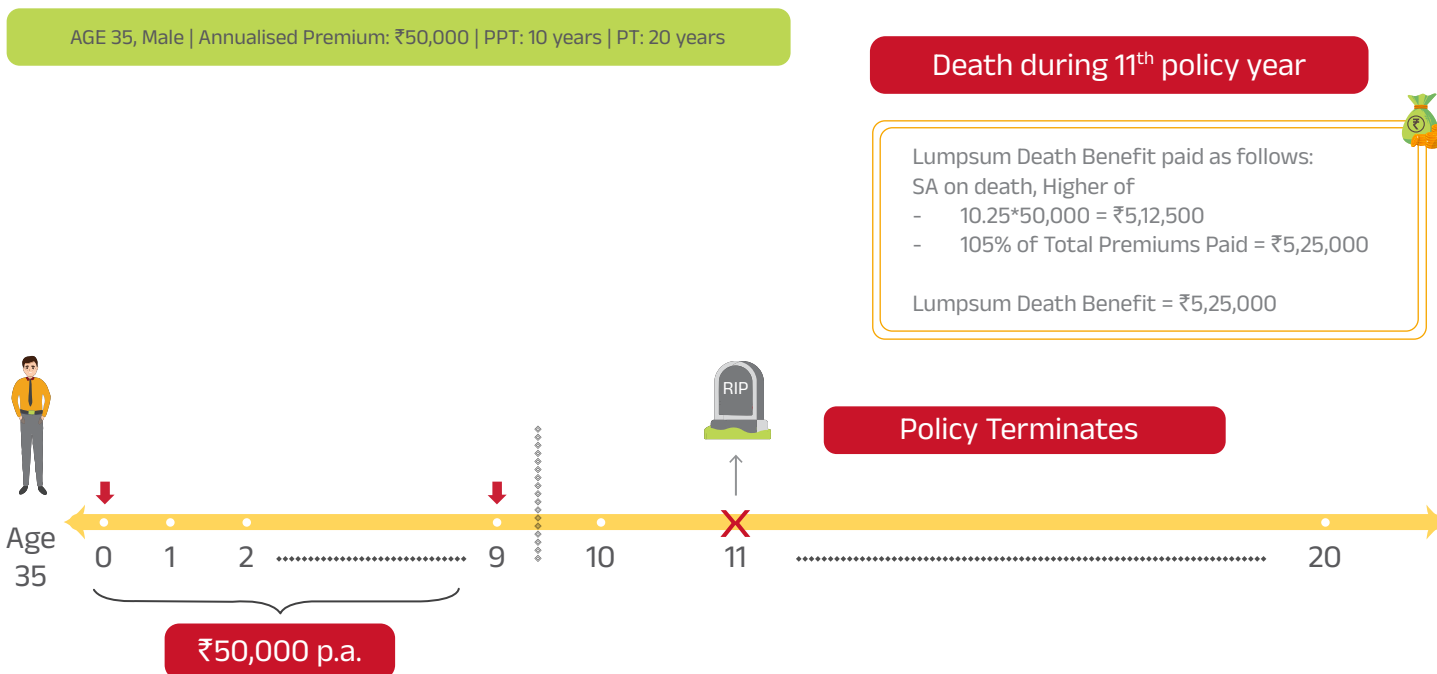 AGE 35, Male | Annualised Premium: ₹50,000 | PPT: 10 years | PT: 20 years
Death during 11th policy year
₹
Lumpsum Death Benefit paid as follows:
SA on death, Higher of
- 10.25*50,000 = ₹5,12,500
- 105% of Total Premiums Paid = ₹5,25,000
Lumpsum Death Benefit = ₹5,25,000
RIP
Policy Terminates
Age
35
0 1 2 9 10 11 20
₹50,000 p.a.